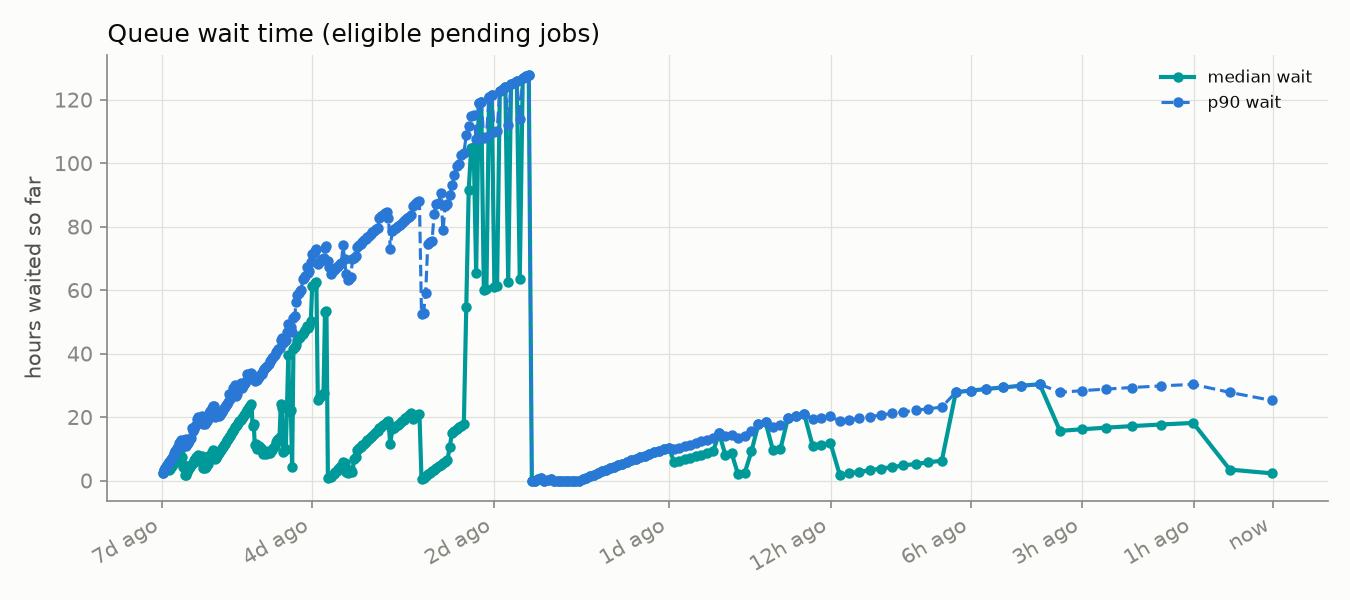 Queue wait time (eligible pending jobs)
median wait
p90 wait
hours waited so far
120
100
80
60
40
20
0
7d ago
4d ago
2d ago
1d ago
12h ago
6h ago
3h ago
1h ago
now